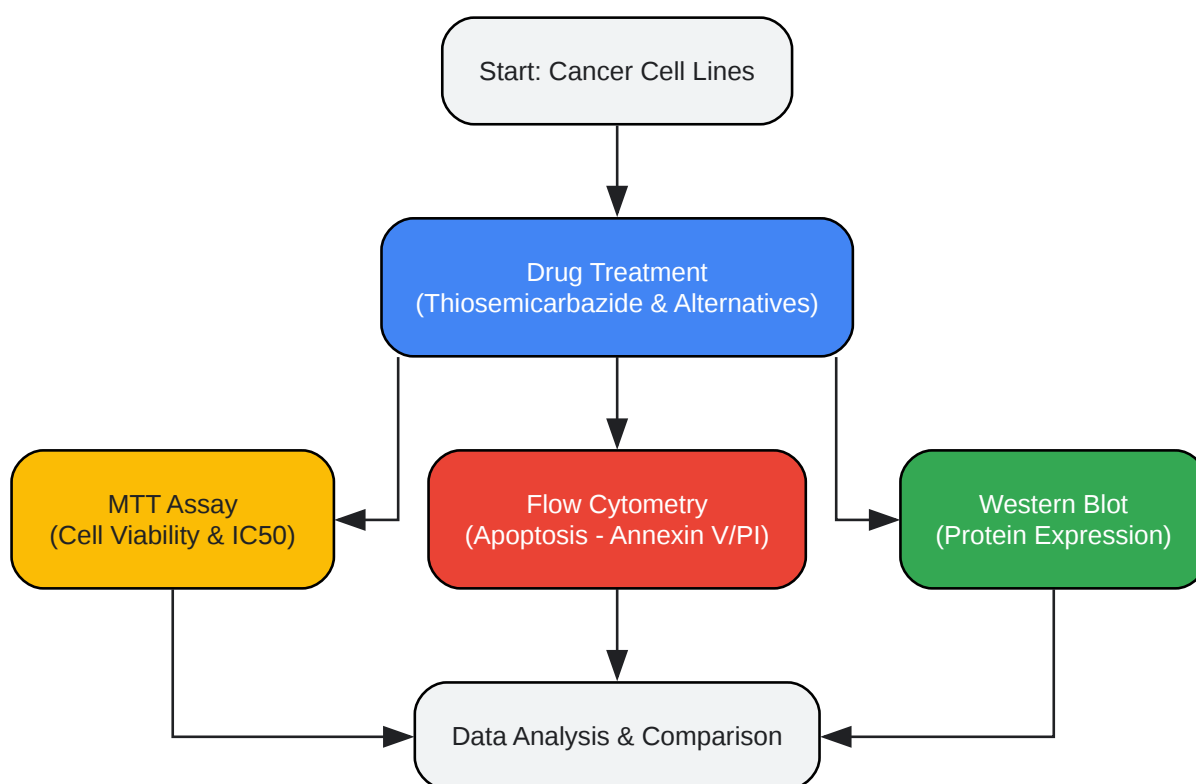 Start: Cancer Cell Lines
Drug Treatment
(Thiosemicarbazide & Alternatives)
MTT Assay
(Cell Viability & IC50)
Flow Cytometry
(Apoptosis - Annexin V/PI)
Western Blot
(Protein Expression)
Data Analysis & Comparison